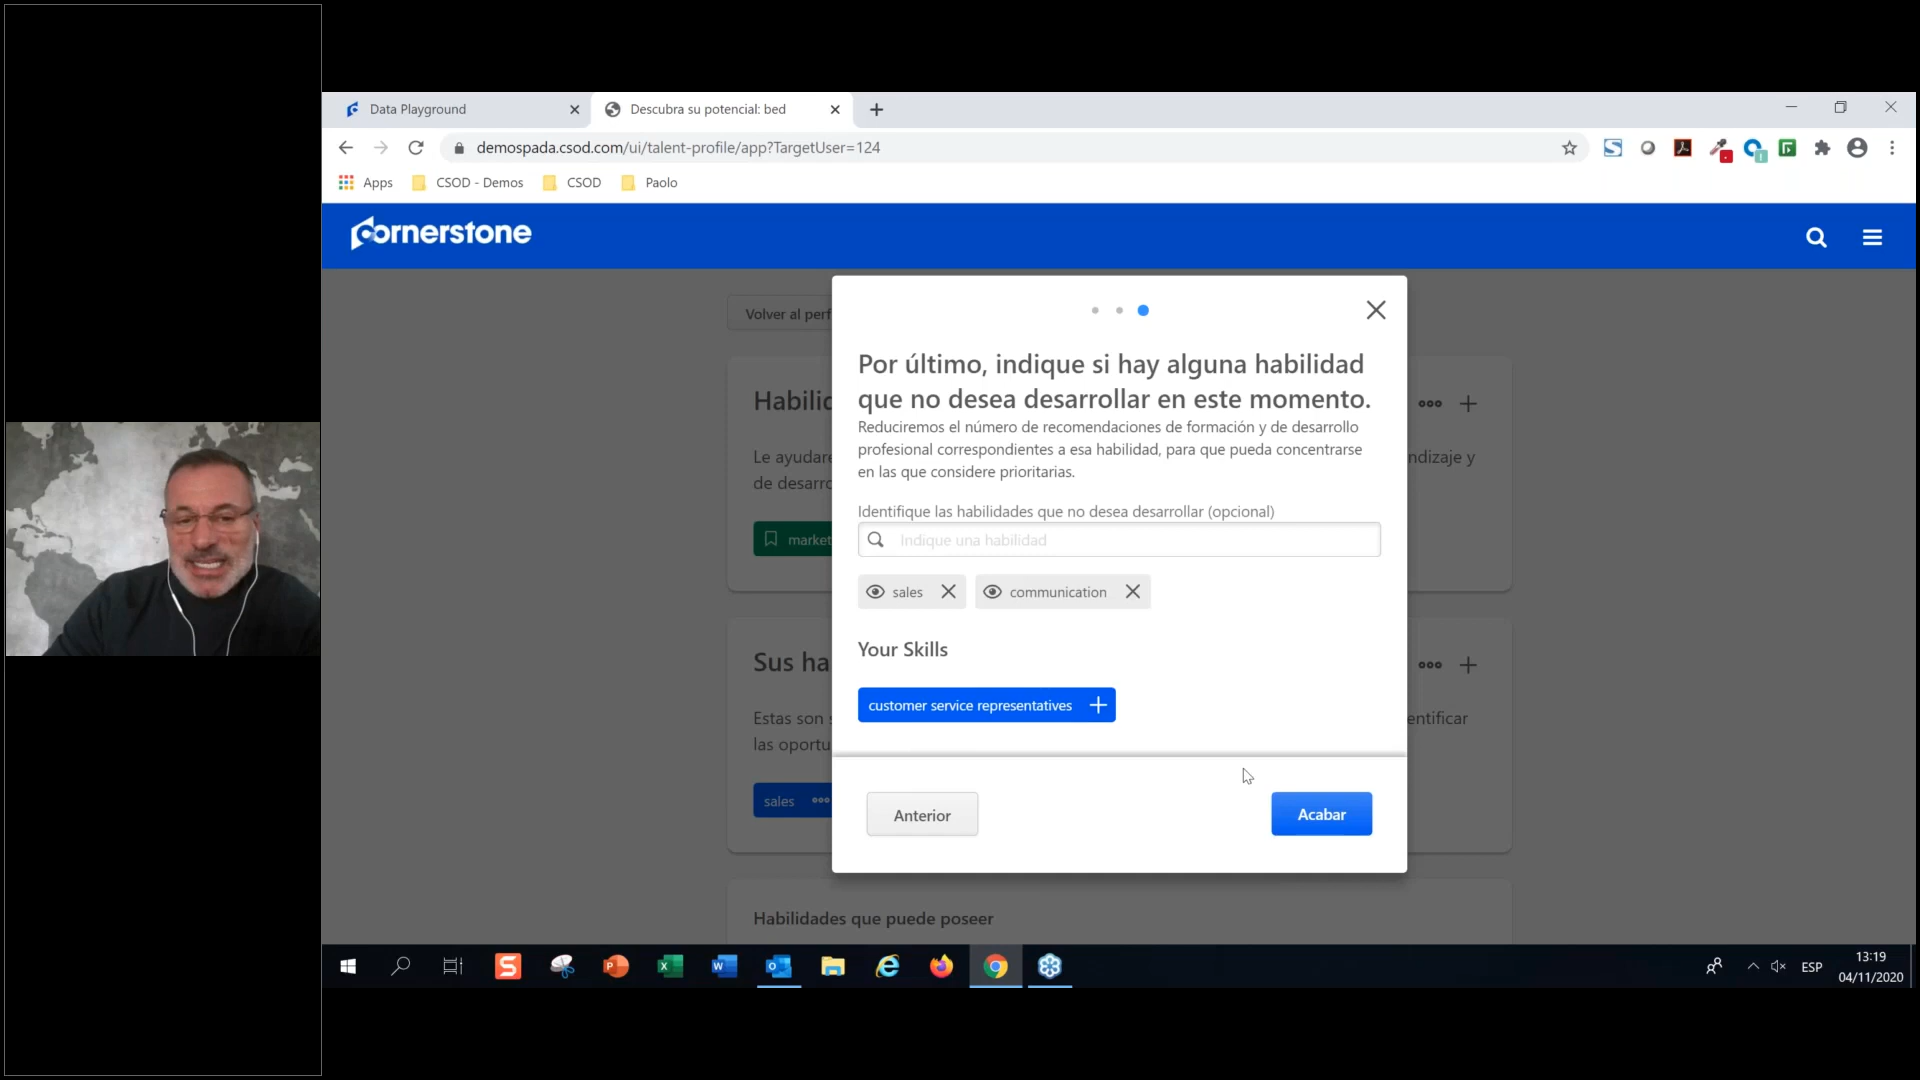 Data Playground
Descubra su potencial: bed
demospada.csod.com/ui/talent-profile/app?TargetUser=124
Apps
CSOD - Demos
CSOD
Paolo
cornerstone
Volver al perf
Habilid
Le ayudare
ndizaje y
de desarro
market
Por último, indique si hay alguna habilidad
que no desea desarrollar en este momento.
Reduciremos el número de recomendaciones de formación y de desarrollo
profesional correspondientes a esa habilidad, para que pueda concentrarse
en las que considere prioritarias.
Identifique las habilidades que no desea desarrollar (opcional)
Indique una habilidad
sales
communication
Your Skills
customer service representatives
Anterior
Acabar
Sus ha
Estas son s
entificar
las oportu
sales
Habilidades que puede poseer
ESP
13:19
04/11/2020